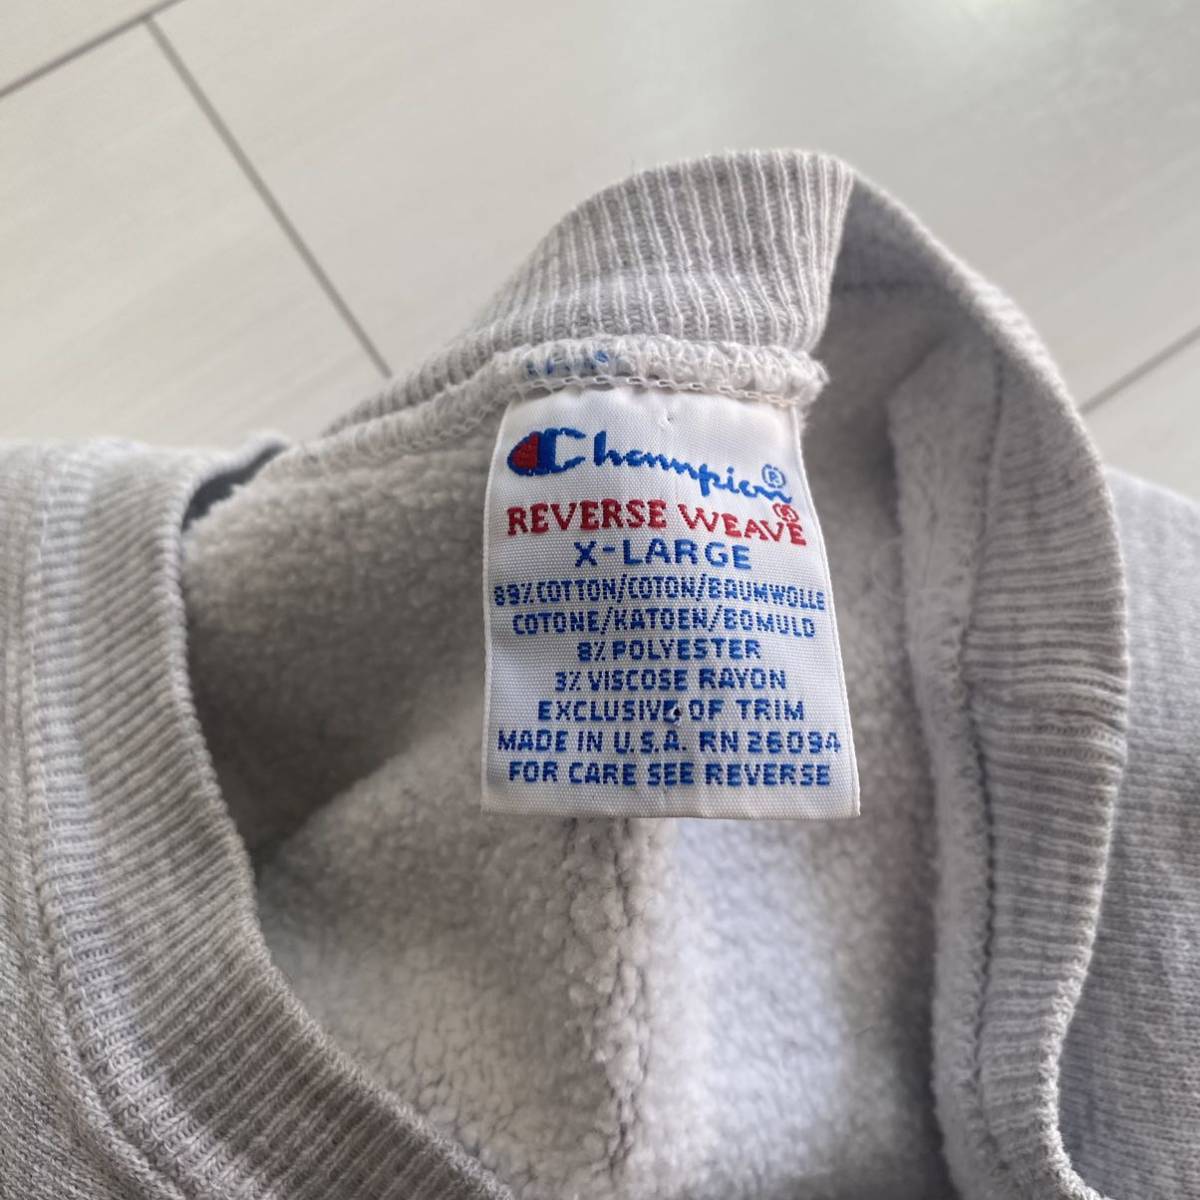 Champion®
REVERSE WEAVE®
X-LARGE
89% COTTON/COTON/BAUMWOLLE
COTONE/KATOEN/BOMULD
8% POLYESTER
3% VISCOSE RAYON
EXCLUSIVE OF TRIM
MADE IN U.S.A. RN 26094
FOR CARE SEE REVERSE